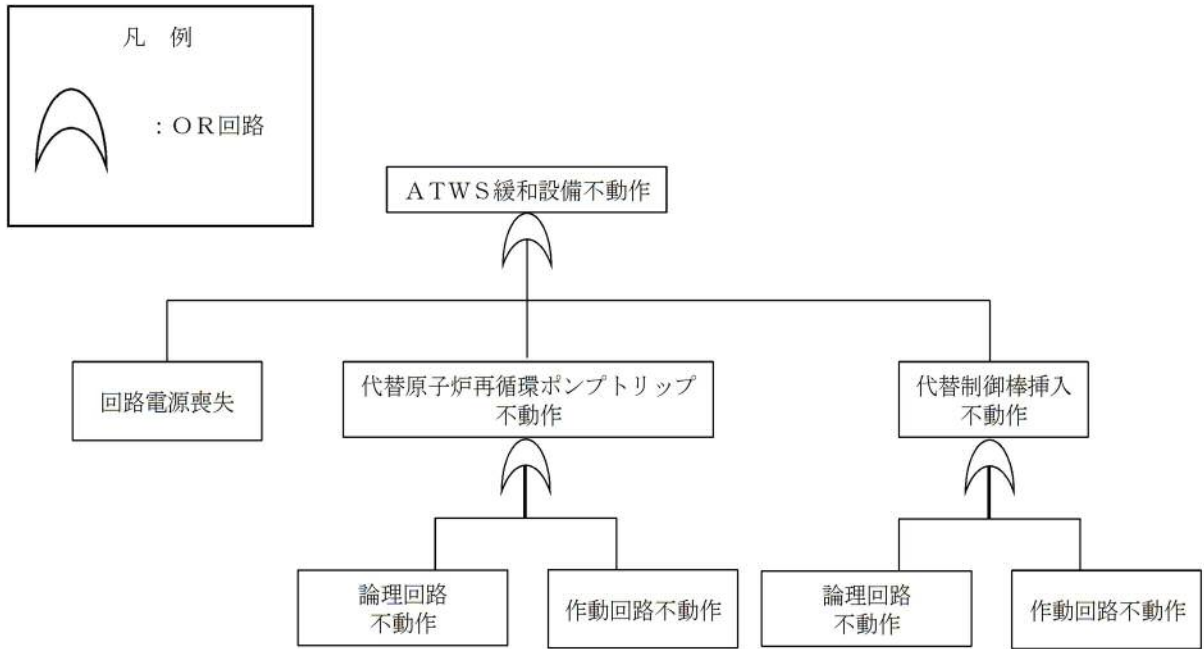 凡 例
：ＯＲ回路
ＡＴＷＳ緩和設備不動作
回路電源喪失
代替原子炉再循環ポンプトリップ
不動作
代替制御棒挿入
不動作
論理回路
不動作
作動回路不動作
論理回路
不動作
作動回路不動作